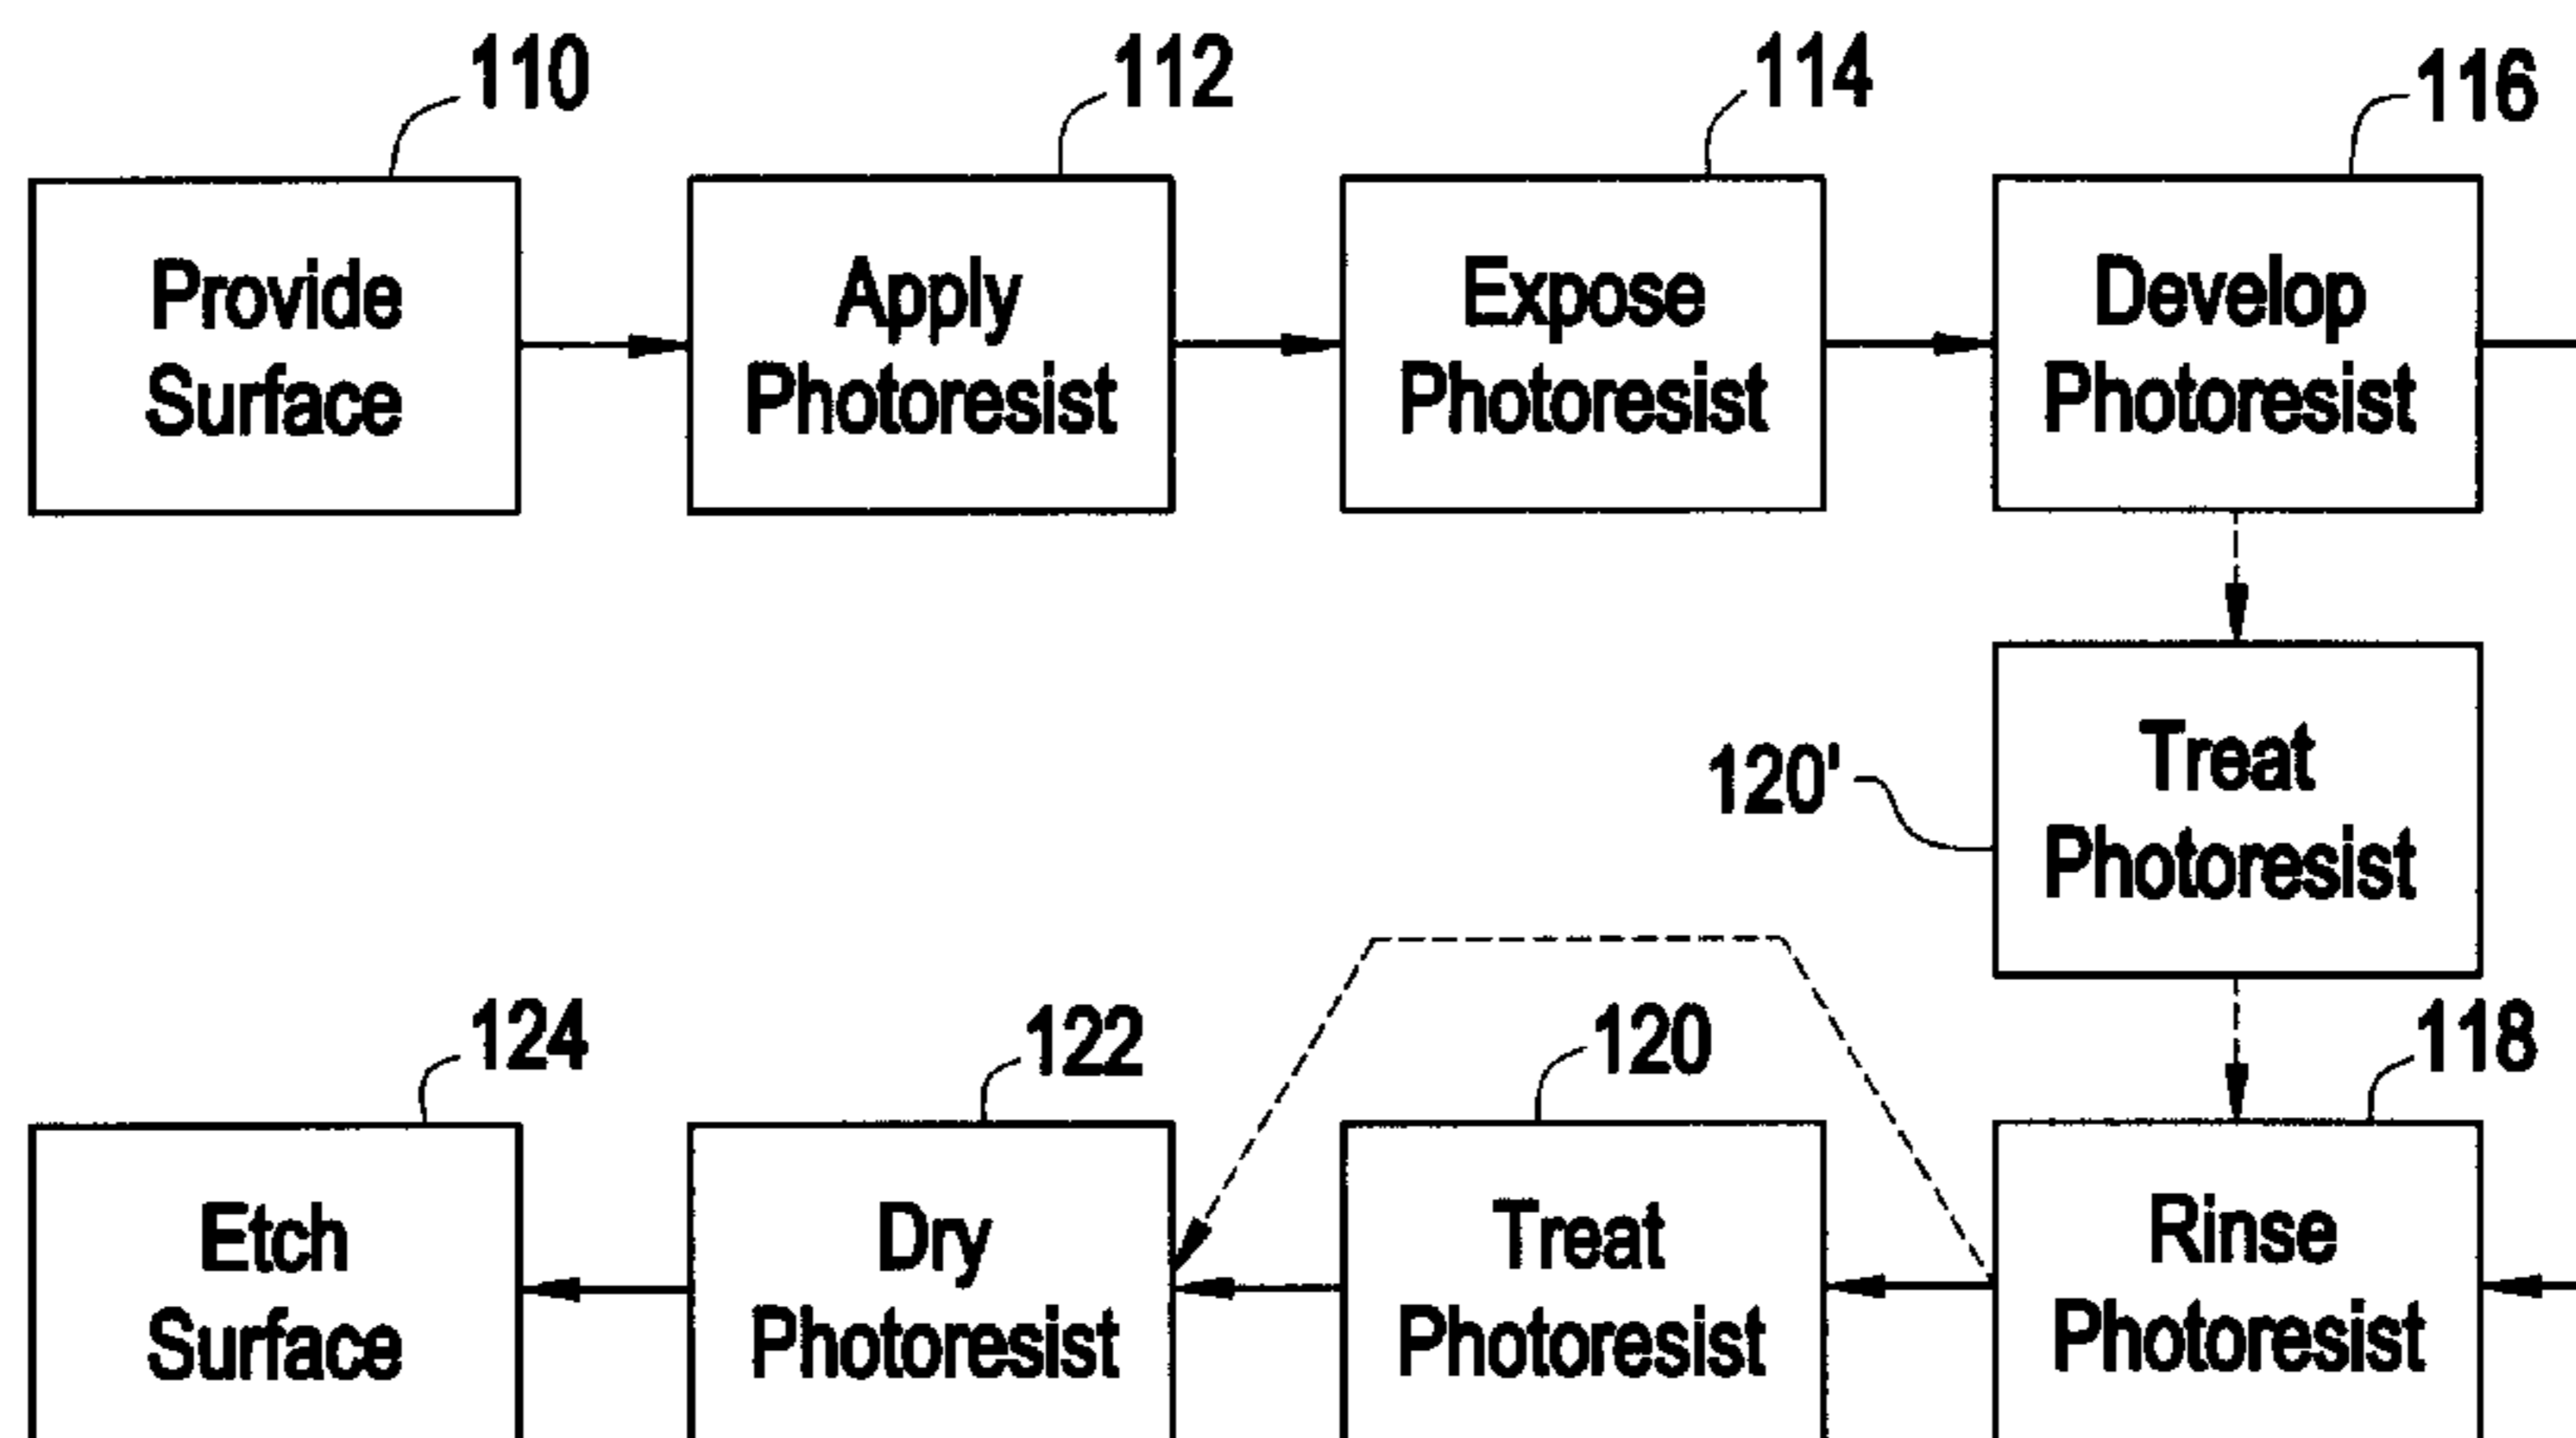 110
112
114
116
Provide
Surface
Apply
Photoresist
Expose
Photoresist
Develop
Photoresist
120'
Treat
Photoresist
124
122
120
118
Etch
Surface
Dry
Photoresist
Treat
Photoresist
Rinse
Photoresist